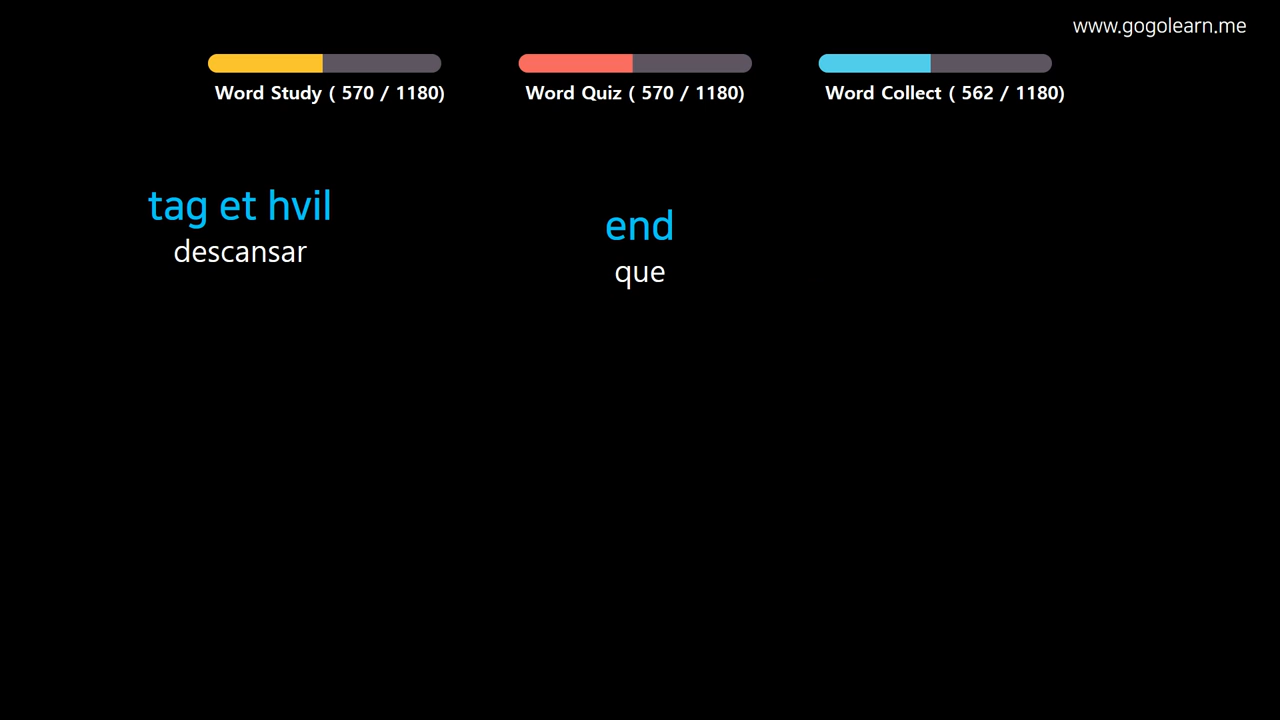 www.gogolearn.me
Word Study ( 570 / 1180)
Word Quiz ( 570 / 1180)
Word Collect ( 562 / 1180)
tag et hvil
descansar
end
que